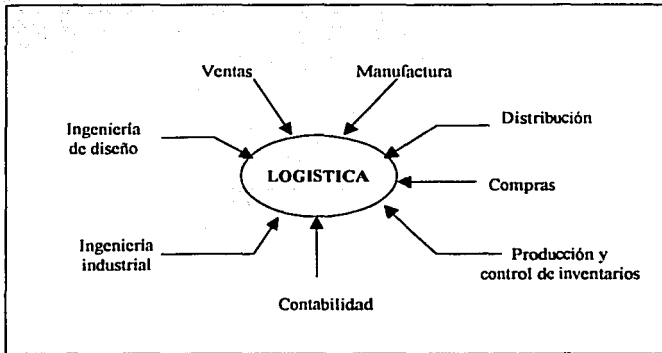 Ventas
Manufactura
Ingeniería
de diseño
Distribución
LOGISTICA
Compras
Ingeniería
industrial
Producción y
control de inventarios
Contabilidad